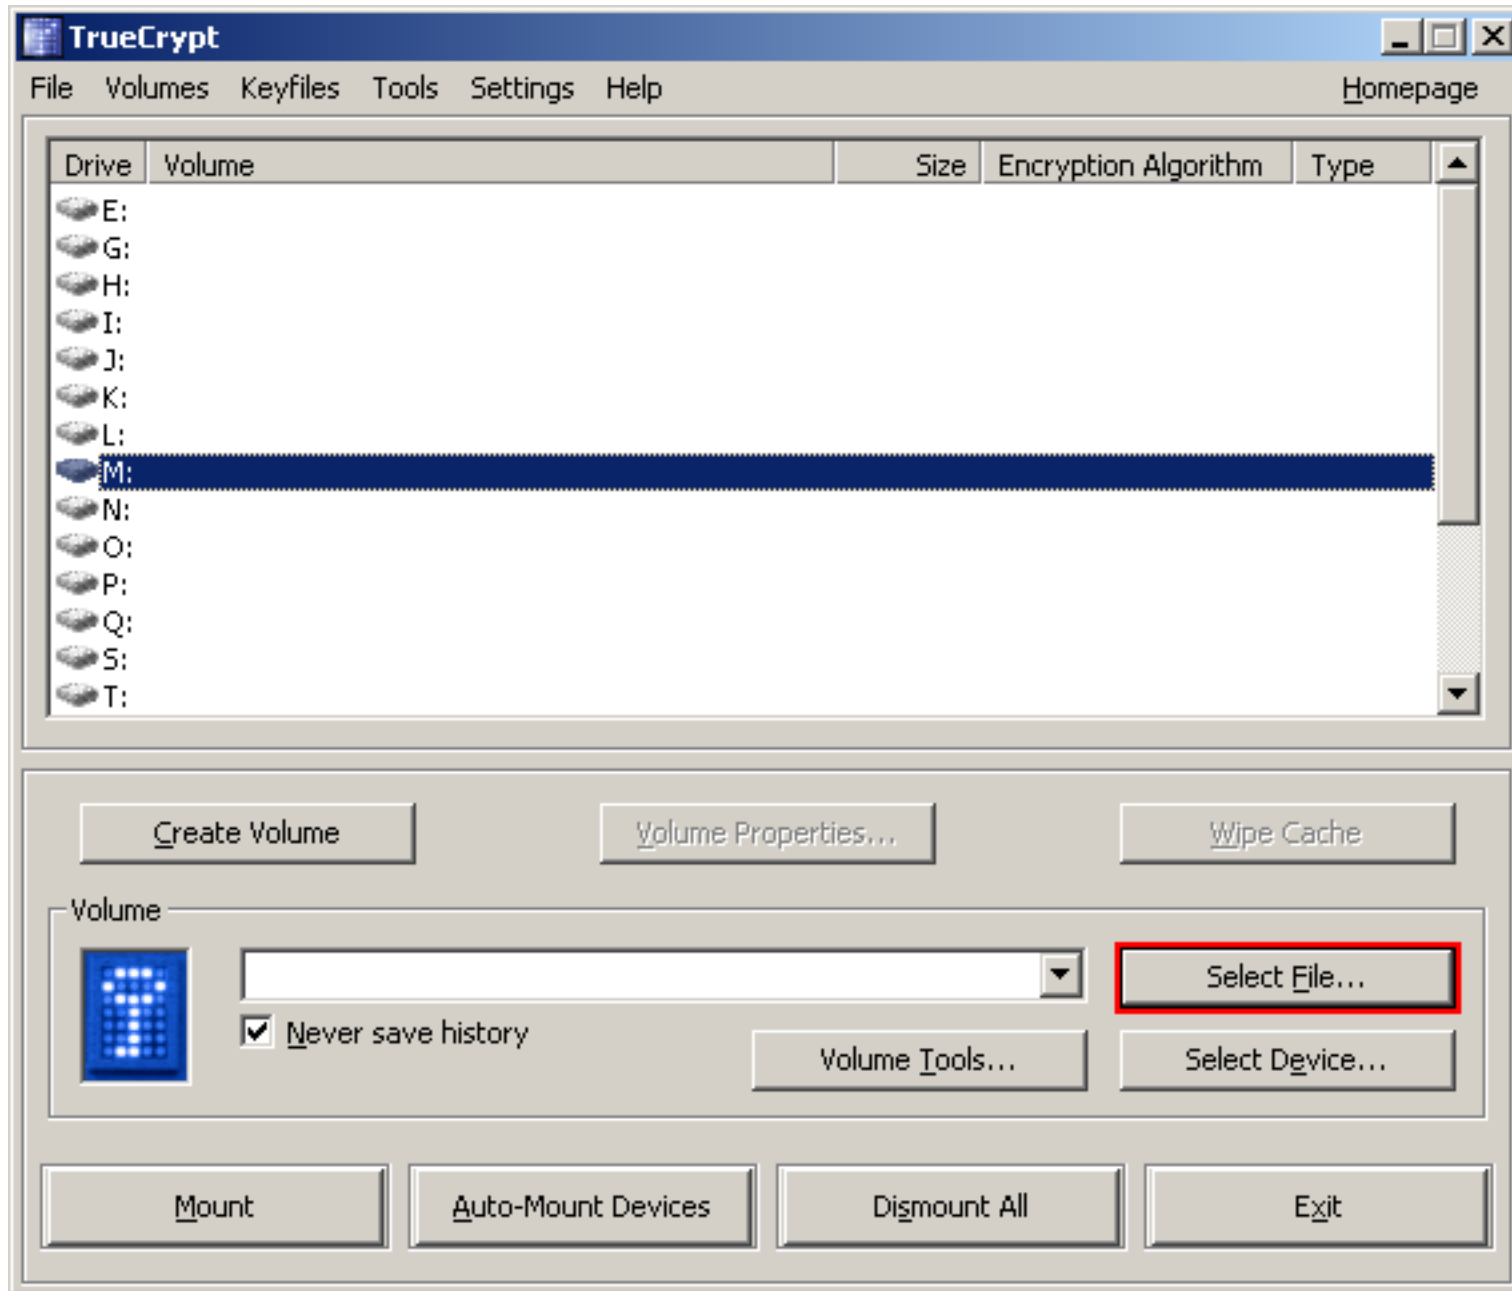 TrueCrypt
File Volumes Keyfiles Tools Settings Help Homepage
Drive Volume Size Encryption Algorithm Type
E:
G:
H:
I:
J:
K:
L:
M:
N:
O:
P:
Q:
S:
T:
Create Volume Volume Properties... Wipe Cache
Volume
Select File...
Never save history
Volume Tools... Select Device...
Mount Auto-Mount Devices Dismount All Exit